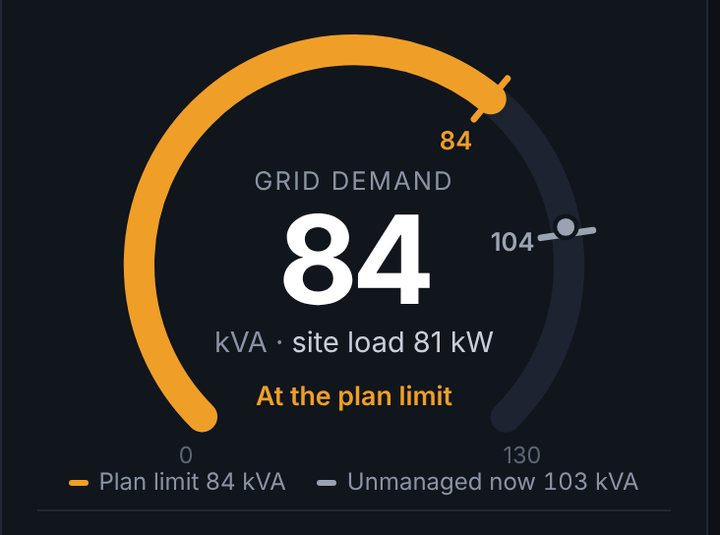 84
GRID DEMAND
84
104
kVA · site load 81 kW
At the plan limit
0
130
Plan limit 84 kVA
Unmanaged now 103 kVA